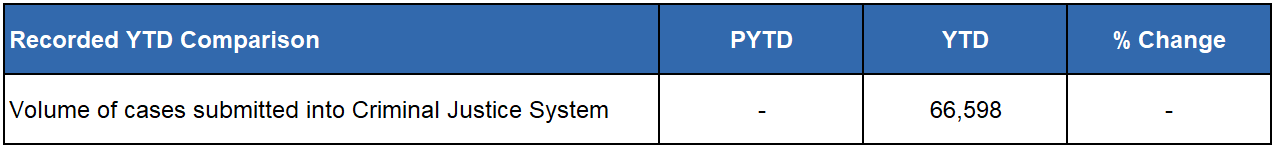 Recorded YTD Comparison PYTD YTD % Change
Volume of cases submitted into Criminal Justice System - 66,598 -